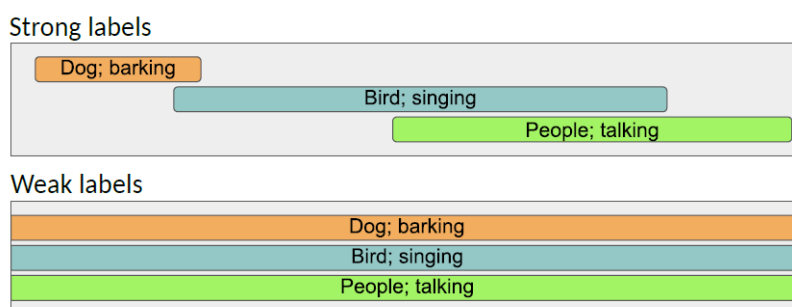 Strong labels
Dog; barking
Bird; singing
People; talking
Weak labels
Dog; barking
Bird; singing
People; talking